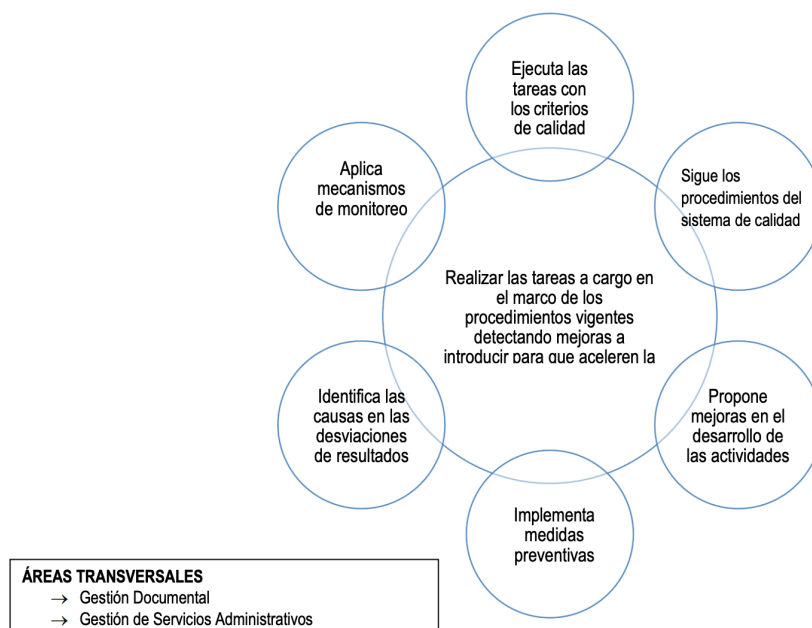 Ejecuta las
tareas con
los criterios
de calidad
Aplica
mecanismos
de monitoreo
Sigue los
procedimientos del
sistema de calidad
Realizar las tareas a cargo en
el marco de los
procedimientos vigentes
detectando mejoras a
introducir para que aceleren la
Identifica las
causas en las
desviaciones
de resultados
Propone
mejoras en el
desarrollo de
las actividades
Implementa
medidas
preventivas
ÁREAS TRANSVERSALES
→ Gestión Documental
→ Gestión de Servicios Administrativos